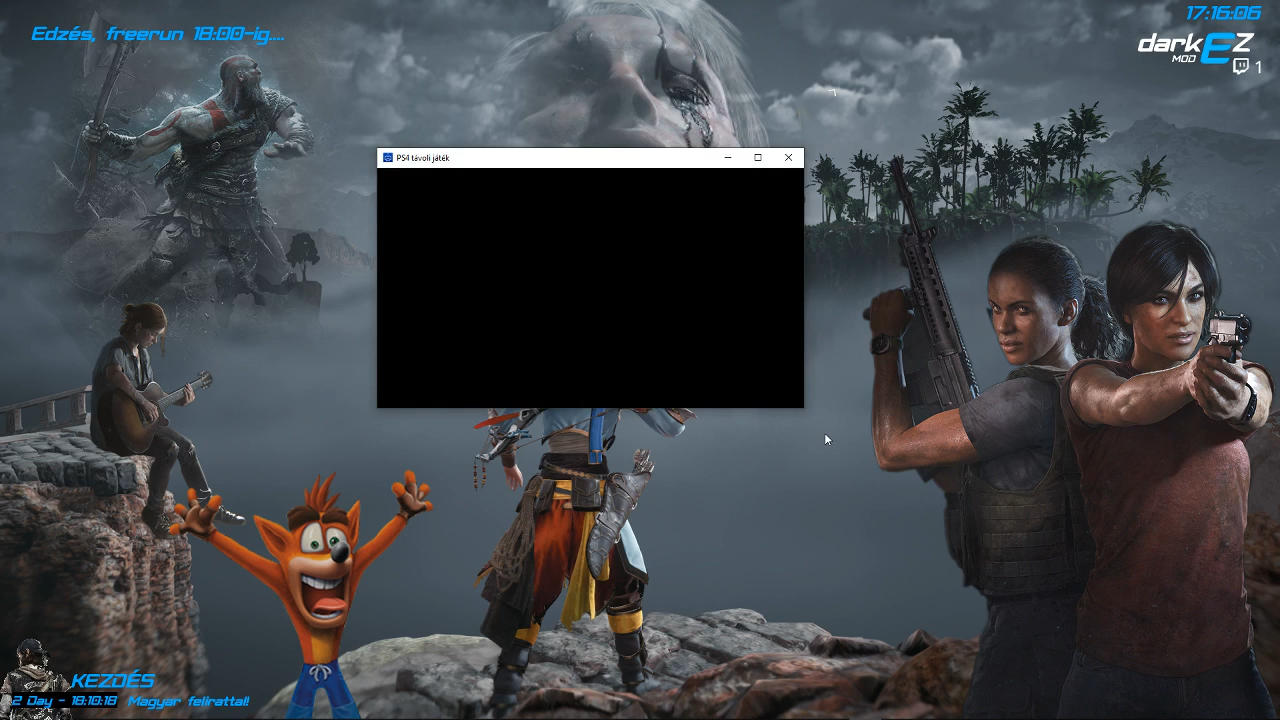 17:16:06
Edzés, freerun 18:00-ig....
darkEZ
MOD
1
PS4 távoli játék
KEZDÉS
2 Day - 18:10:18 Magyar felirattal!